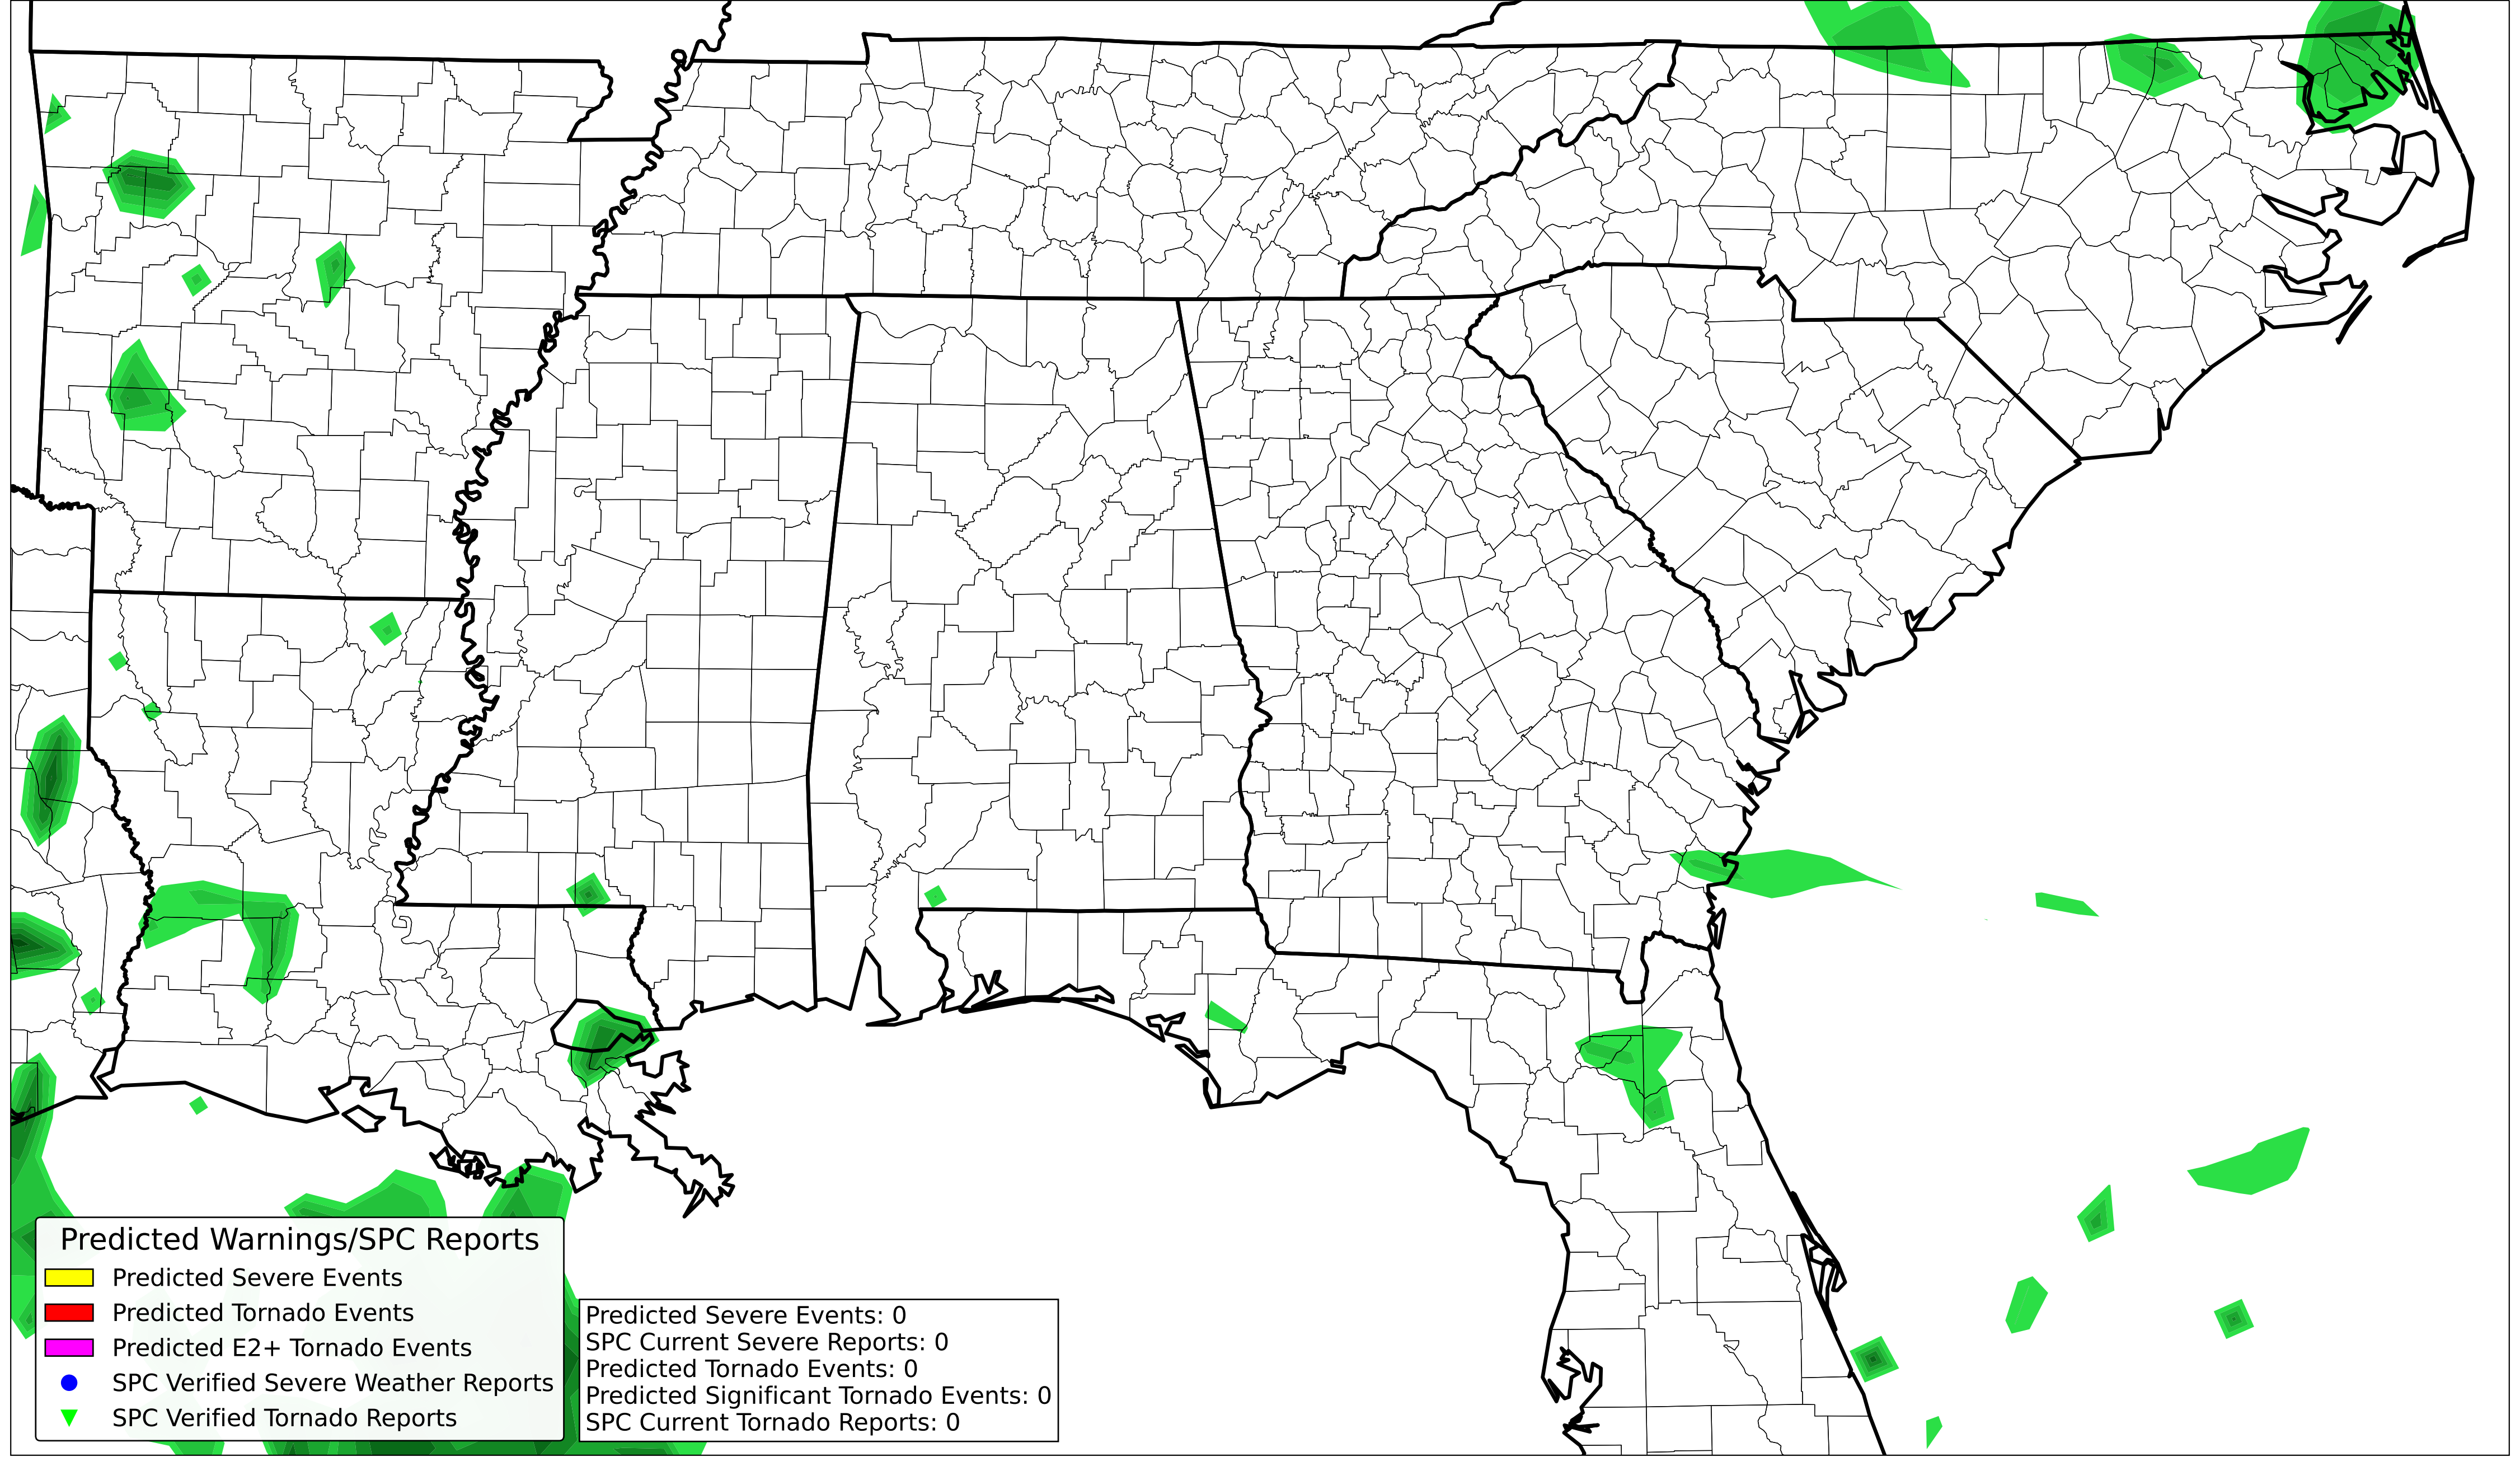 Predicted Warnings/SPC Reports
Predicted Severe Events
Predicted Tornado Events
Predicted E2+ Tornado Events
SPC Verified Severe Weather Reports
SPC Verified Tornado Reports
Predicted Severe Events: 0
SPC Current Severe Reports: 0
Predicted Tornado Events: 0
Predicted Significant Tornado Events: 0
SPC Current Tornado Reports: 0